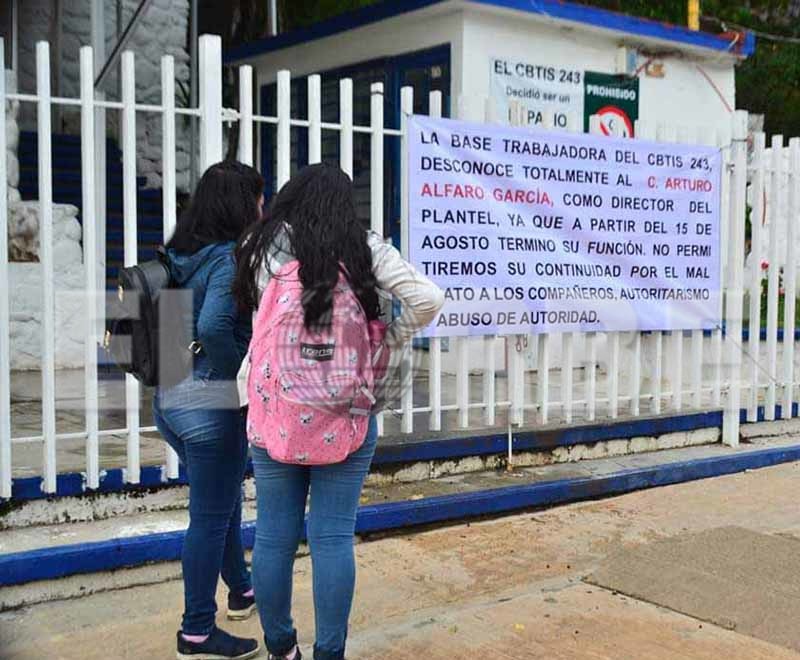 EL CBTIS 243
Decidió ser un
PROHIBIDO
LA BASE TRABAJADORA DEL CBTIS 243,
DESCONOCE TOTALMENTE AL C. ARTURO
ALFARO GARCÍA, COMO DIRECTOR DEL
PLANTEL, YA QUE A PARTIR DEL 15 DE
AGOSTO TERMINO SU FUNCIÓN. NO PERMI
TIREMOS SU CONTINUIDAD POR EL MAL
ATO A LOS COMPAÑEROS, AUTORITARISMO
ABUSO DE AUTORIDAD.